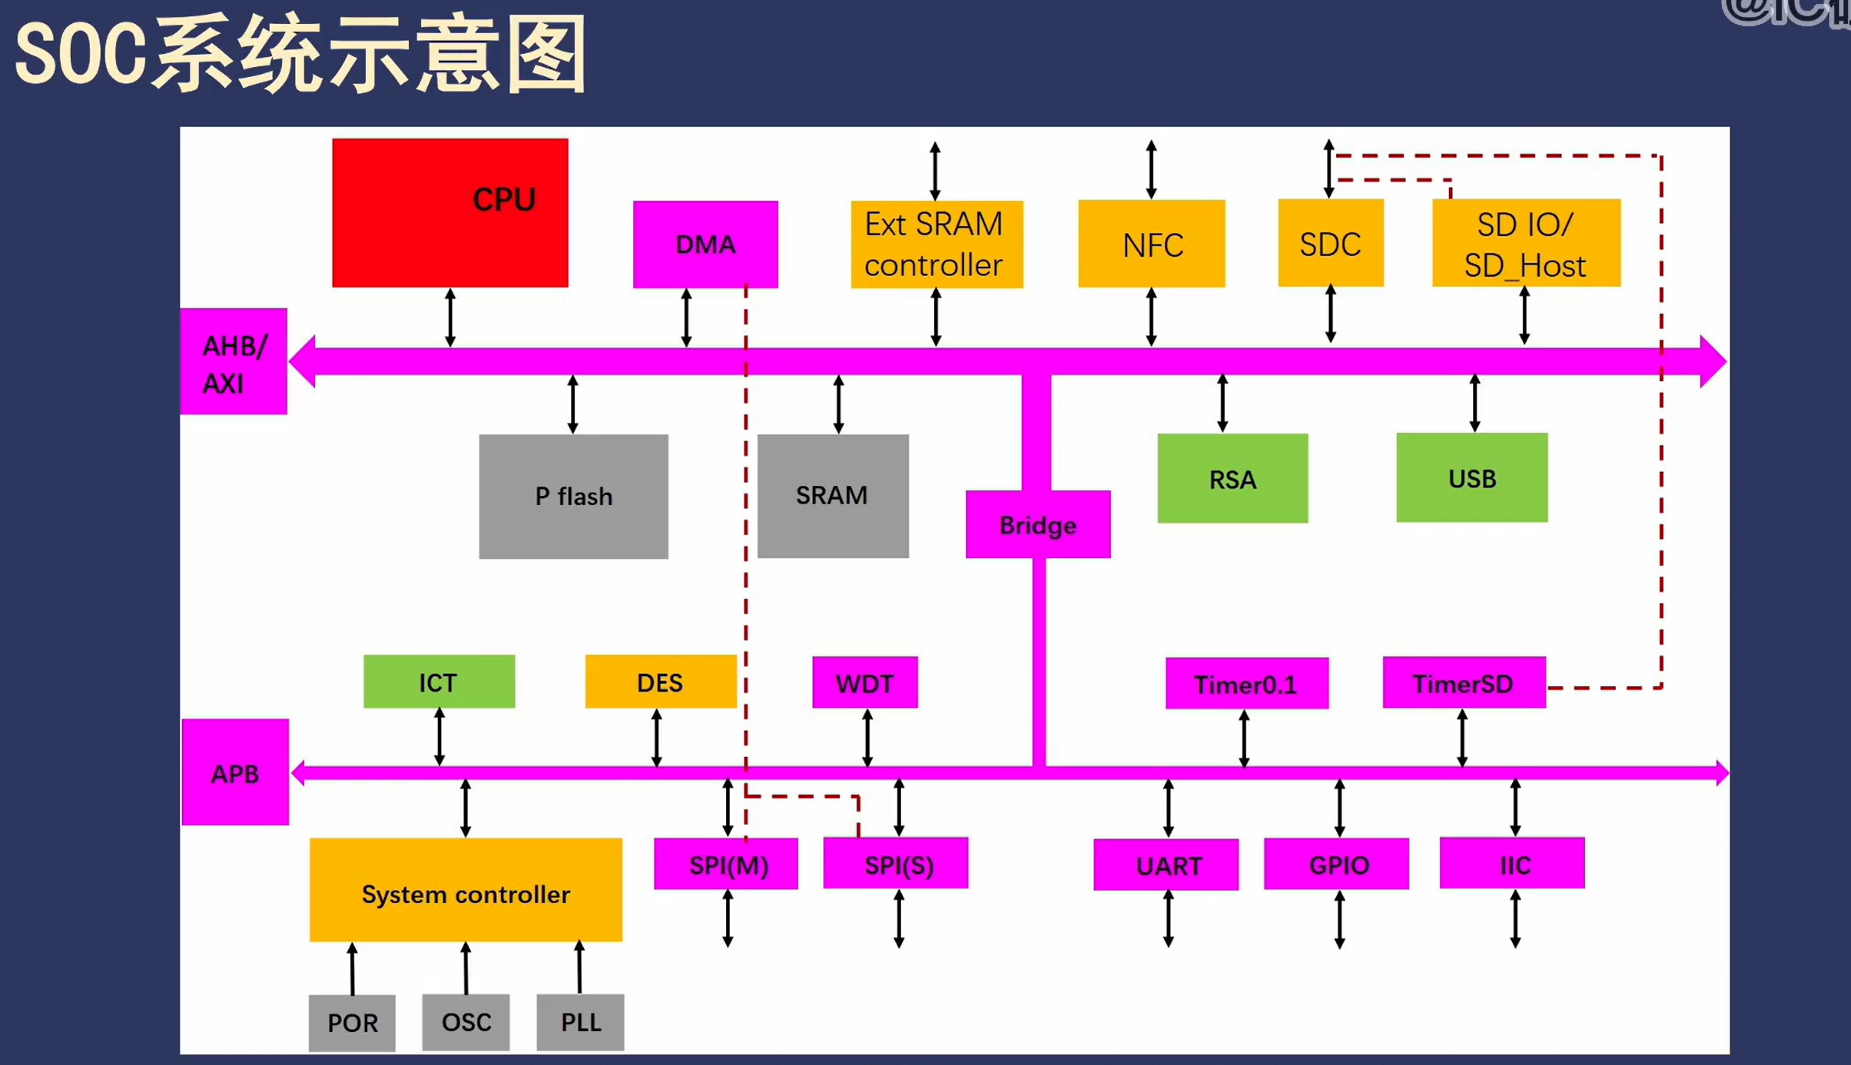 SOC系统示意图
CPU
DMA
Ext SRAM
controller
NFC
SDC
SD IO/
SD_Host
AHB/
AXI
P flash
SRAM
Bridge
RSA
USB
ICT
DES
WDT
Timer0.1
TimerSD
APB
System controller
SPI(M)
SPI(S)
UART
GPIO
IIC
POR
OSC
PLL